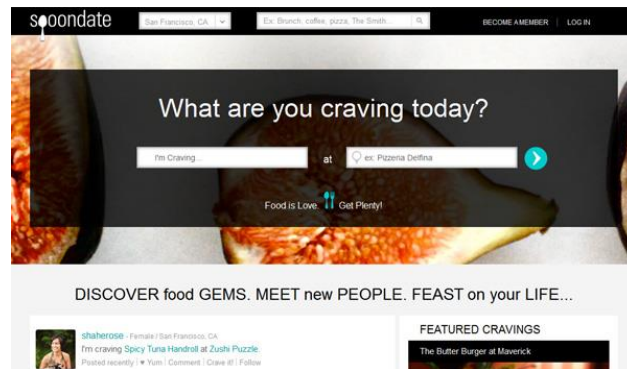 spoondate
San Francisco, CA
Ex: Brunch, coffee, pizza, The Smith...
BECOME A MEMBER | LOG IN
What are you craving today?
I'm Craving...
at
ex: Pizzeria Delfina
Food is Love. Get Plenty!
DISCOVER food GEMS. MEET new PEOPLE. FEAST on your LIFE...
shaherose - Female / San Francisco, CA
I'm craving Spicy Tuna Handroll at Zushi Puzzle.
Posted recently | ♥ Yum | Comment | Crave it! | Follow
FEATURED CRAVINGS
The Butter Burger at Maverick